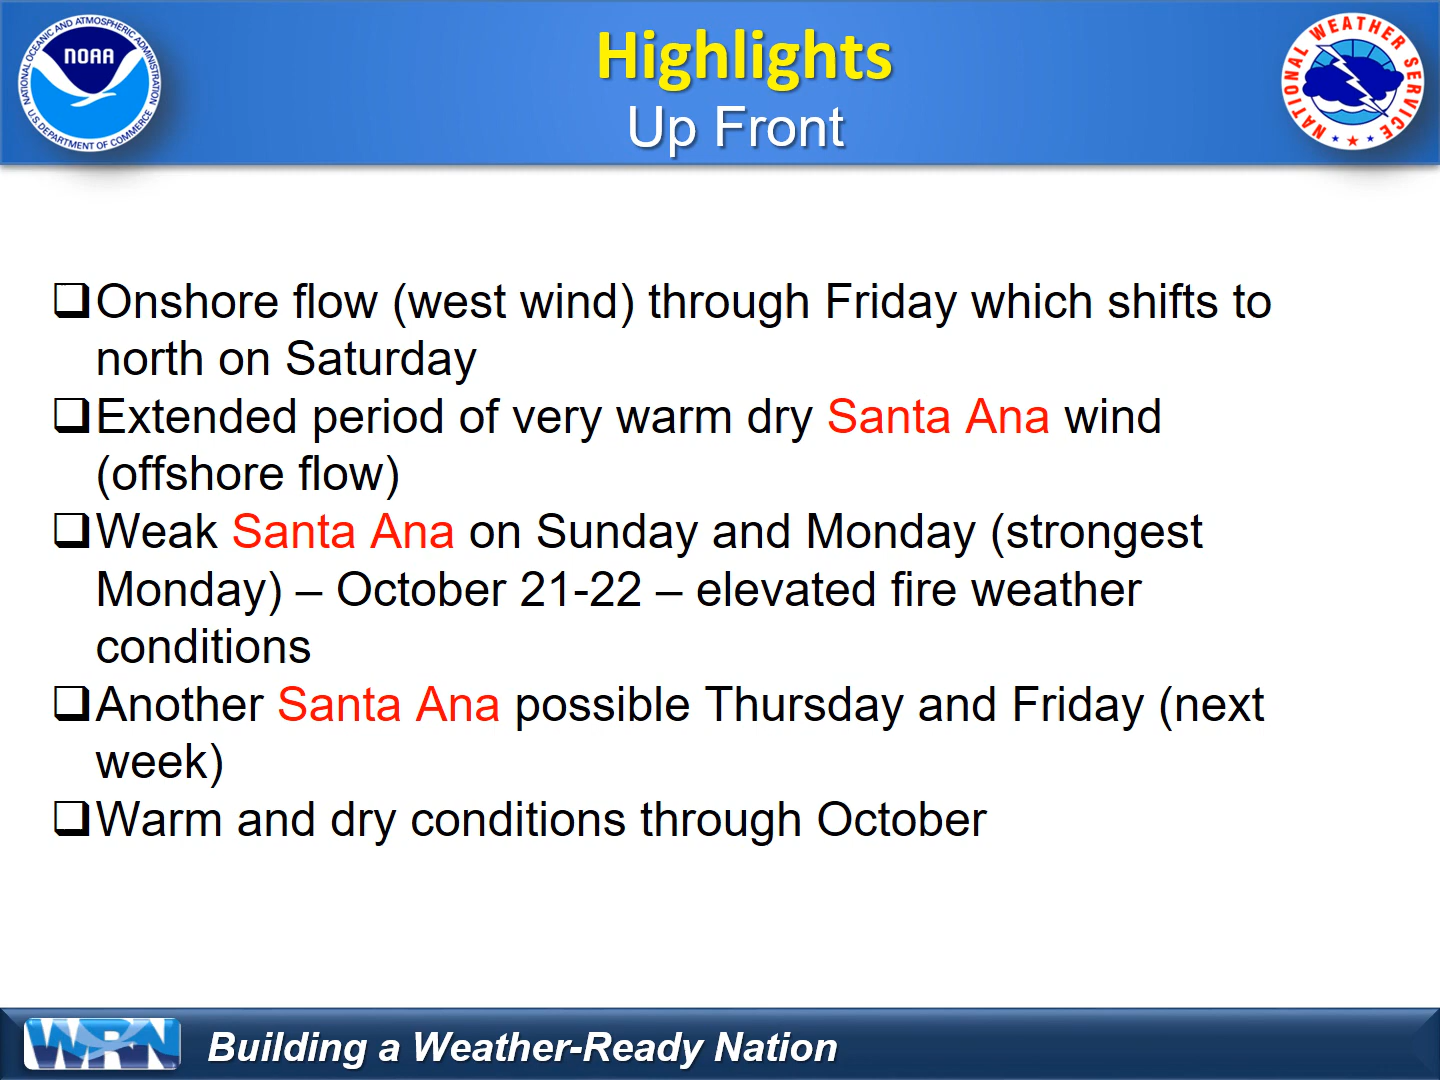 NATIONAL OCEANIC AND ATMOSPHERIC ADMINISTRATION
NOAA
U.S. DEPARTMENT OF COMMERCE
Highlights
Up Front
NATIONAL WEATHER SERVICE
Onshore flow (west wind) through Friday which shifts to
north on Saturday
Extended period of very warm dry Santa Ana wind
(offshore flow)
Weak Santa Ana on Sunday and Monday (strongest
Monday) – October 21-22 – elevated fire weather
conditions
Another Santa Ana possible Thursday and Friday (next
week)
Warm and dry conditions through October
WRN
Building a Weather-Ready Nation